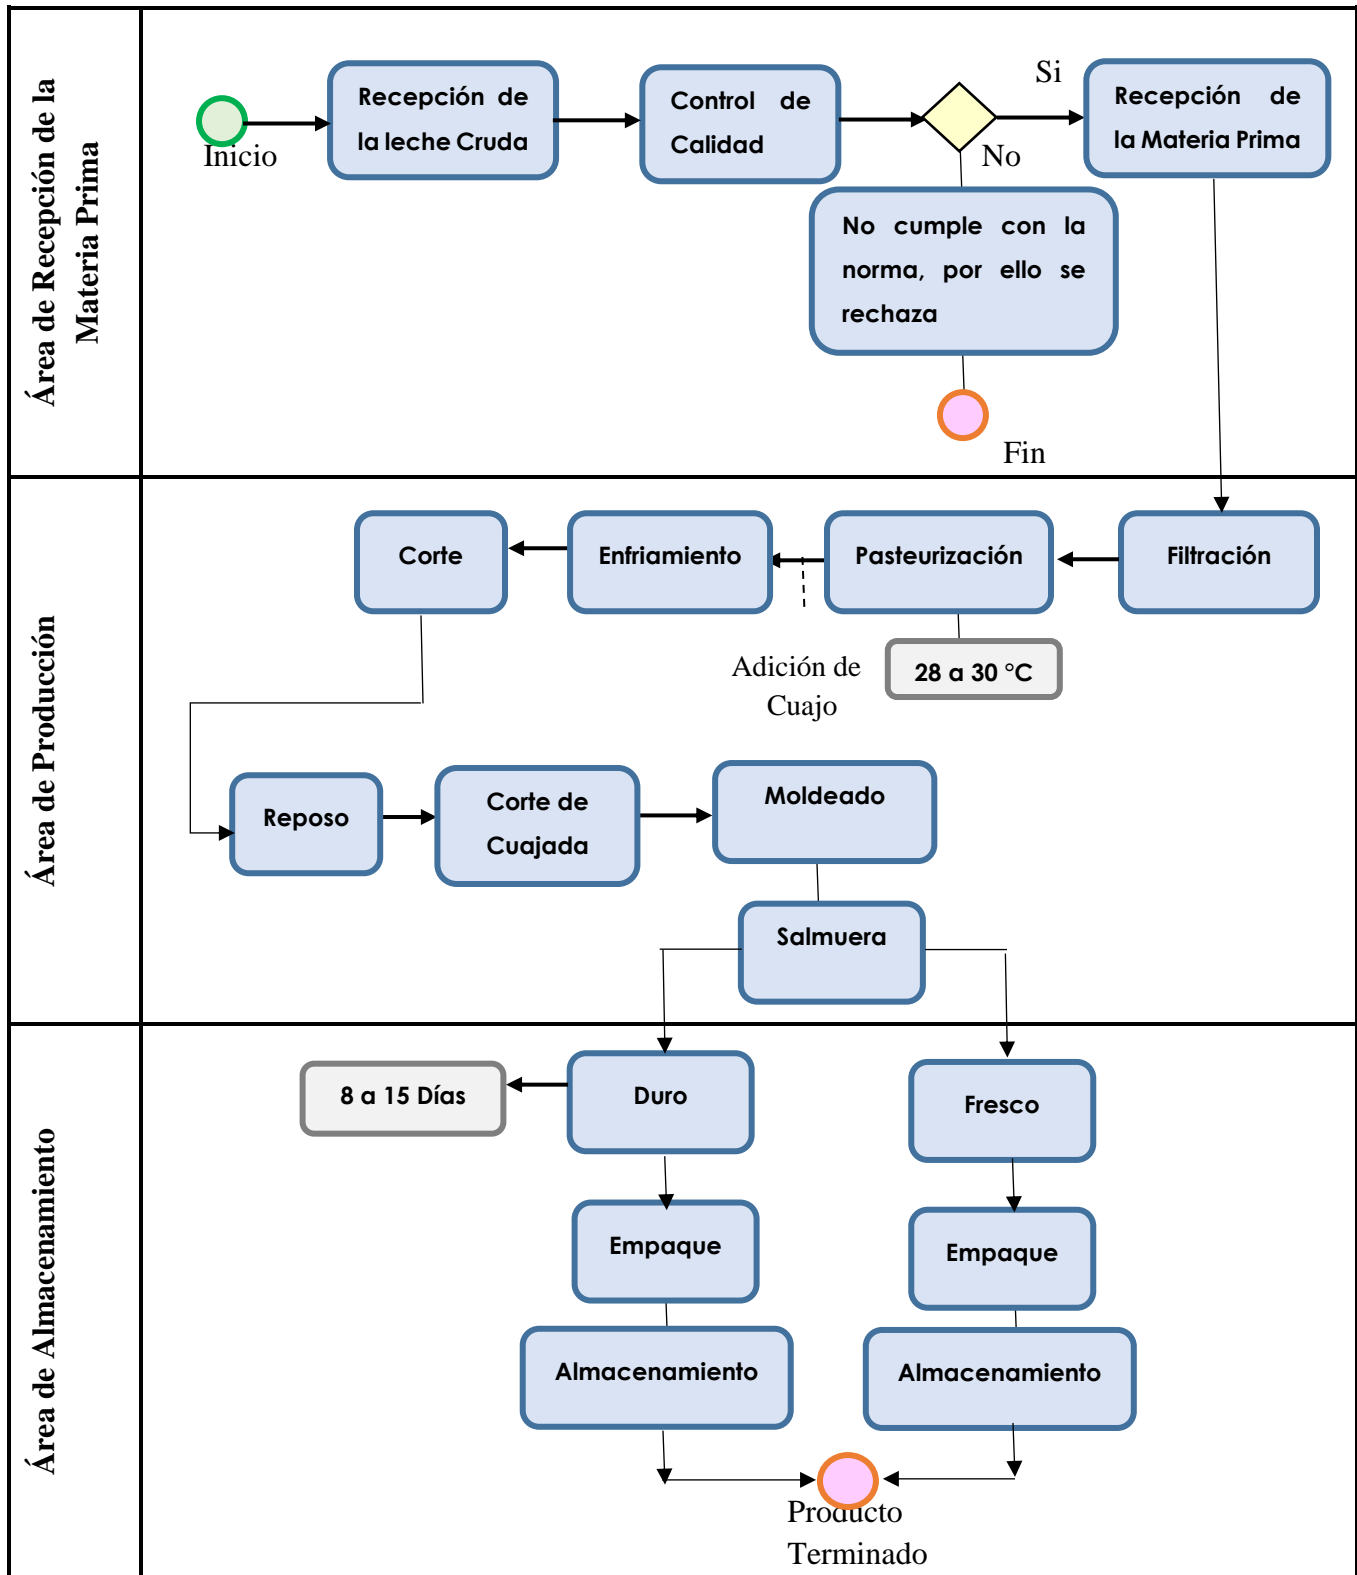 Área de Recepción de la
Materia Prima
Inicio
Recepción de
la leche Cruda
Control de
Calidad
Si
No
Recepción de
la Materia Prima
No cumple con la
norma, por ello se
rechaza
Fin
Área de Producción
Corte
Enfriamiento
Pasteurización
Filtración
Adición de
Cuajo
28 a 30 °C
Reposo
Corte de
Cuajada
Moldeado
Salmuera
Área de Almacenamiento
8 a 15 Días
Duro
Fresco
Empaque
Empaque
Almacenamiento
Almacenamiento
Producto
Terminado